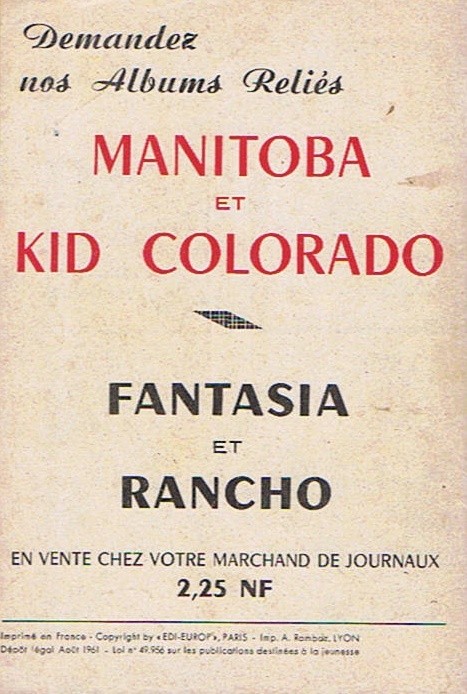 Demandez
nos Albums Reliés
MANITOBA
ET
KID COLORADO
FANTASIA
ET
RANCHO
EN VENTE CHEZ VOTRE MARCHAND DE JOURNAUX
2,25 NF
Imprimé en France - Copyright by « EDI-EUROP », PARIS - Imp. A. LYON
Dépôt légal Août 1961 - Loi n° 49.956 sur les publications destinées à la jeunesse